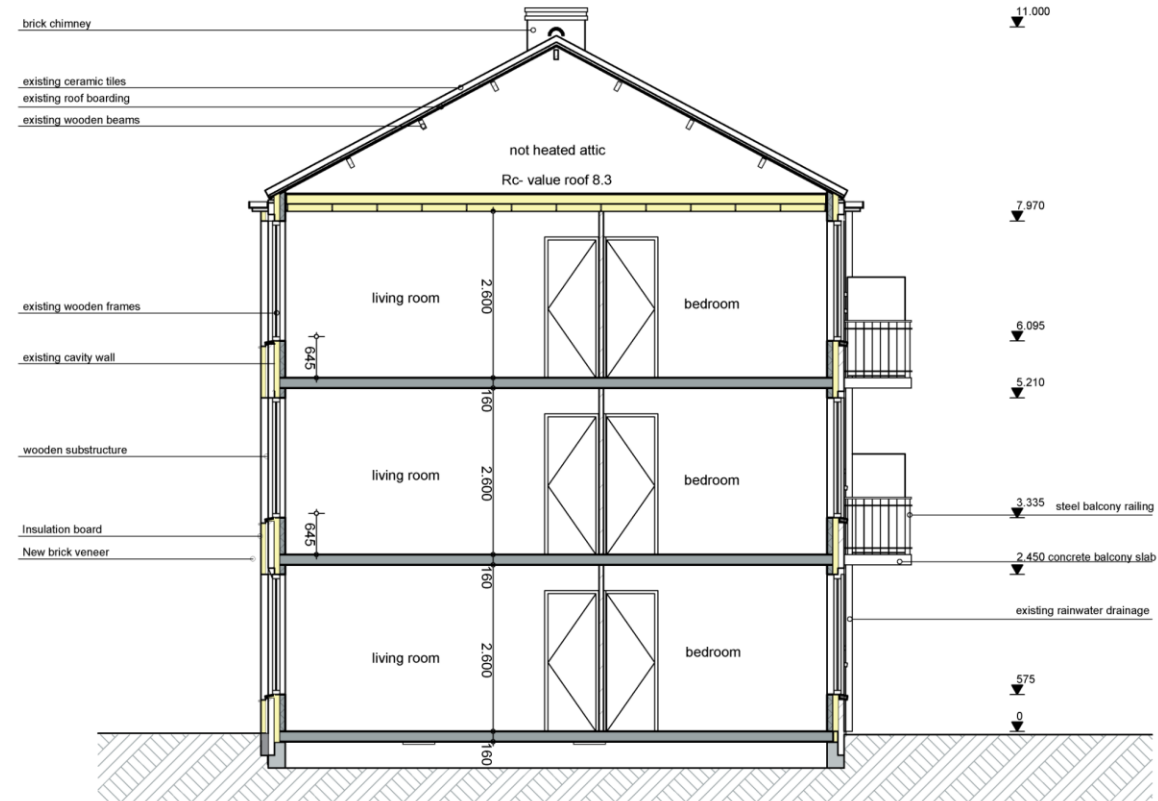 brick chimney
11.000
existing ceramic tiles
existing roof boarding
existing wooden beams
not heated attic
Rc- value roof 8.3
7.970
living room
2.600
bedroom
existing wooden frames
6.095
645
existing cavity wall
5.210
160
wooden substructure
living room
2.600
bedroom
3.335
steel balcony railing
645
Insulation board
New brick veneer
2.450 concrete balcony slab
160
existing rainwater drainage
living room
2.600
bedroom
575
0
160